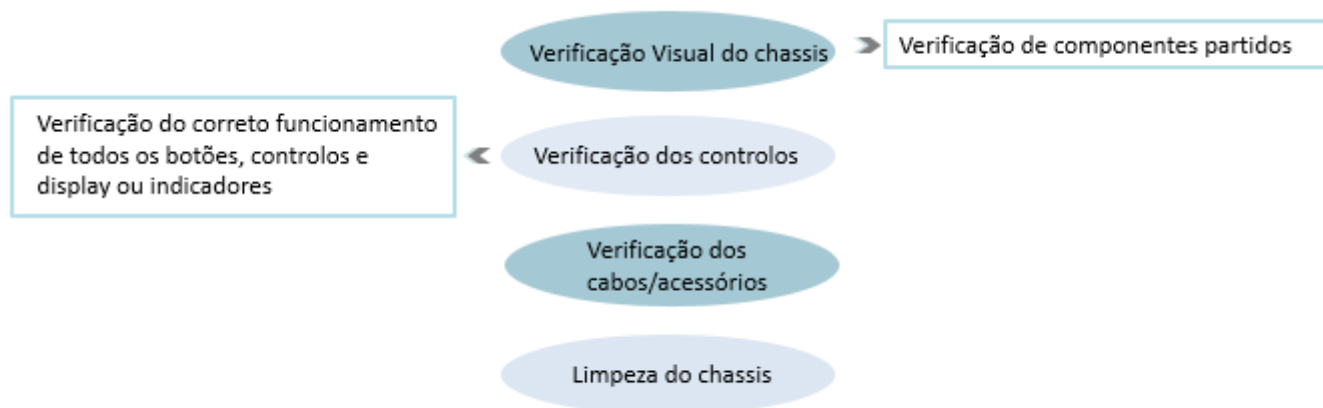 Verificação Visual do chassis
Verificação de componentes partidos
Verificação do correto funcionamento
de todos os botões, controlos e
display ou indicadores
Verificação dos controlos
Verificação dos
cabos/acessórios
Limpeza do chassis